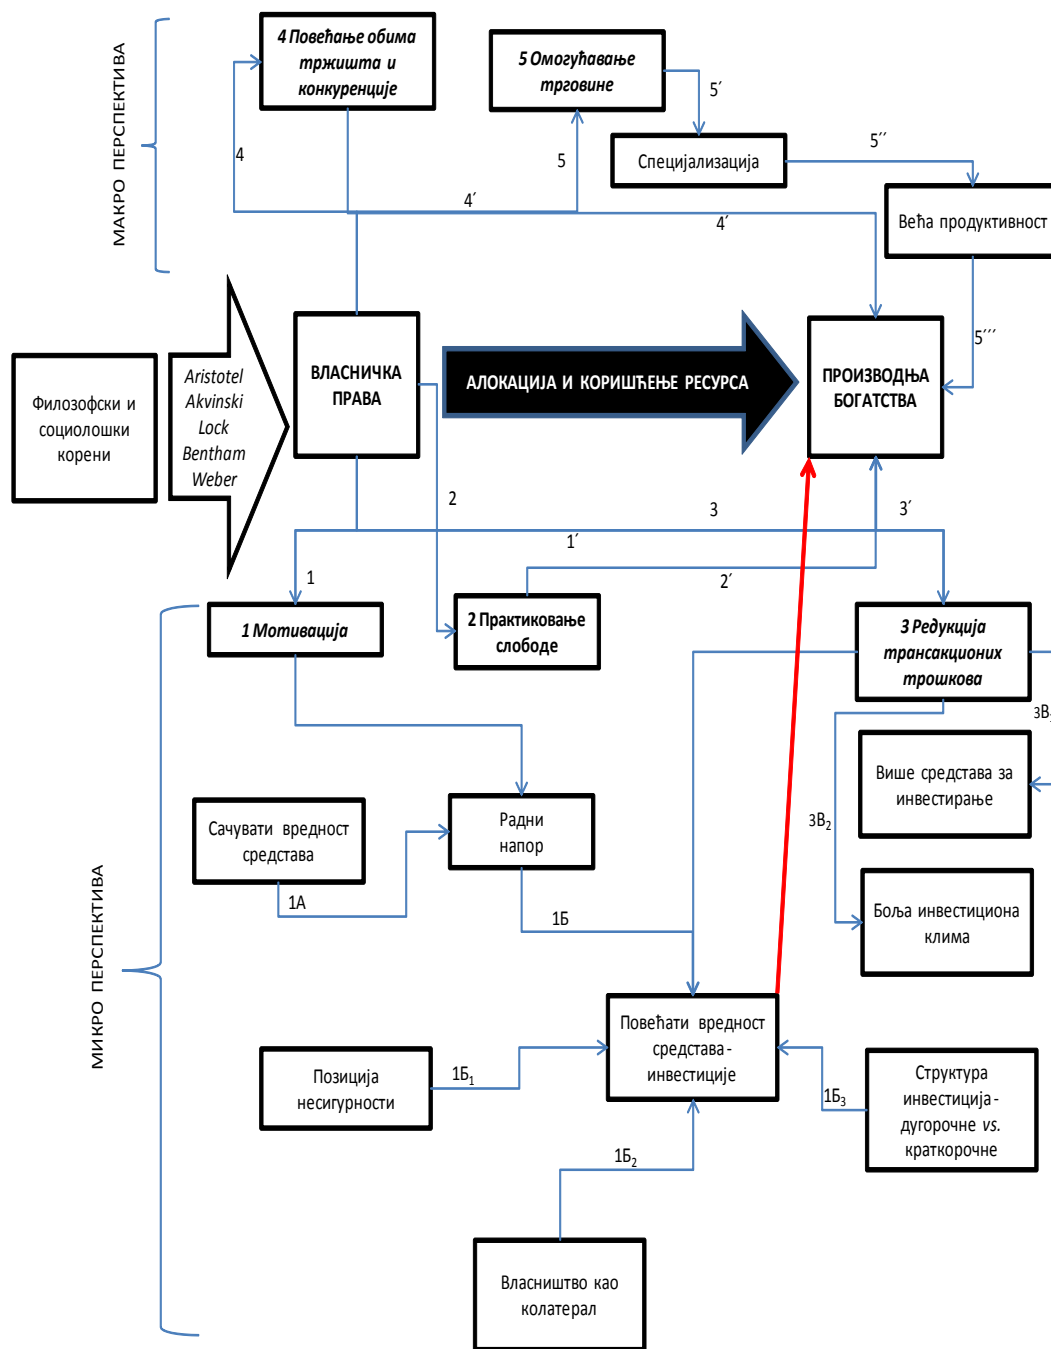 МАКРО ПЕРСПЕКТИВА
4 Повећање обима
тржишта и
конкуренције
5 Омогућавање
трговине
5′
Специјализација
5′′
4
5
4′
4′
Већа продуктивност
5′′′
Филозофски и
социолошки
корени
Aristotel
Akvinski
Lock
Bentham
Weber
ВЛАСНИЧКА
ПРАВА
АЛОКАЦИЈА И КОРИШЋЕЊЕ РЕСУРСА
ПРОИЗВОДЊА
БОГАТСТВА
2
3
3′
1′
1
2′
МИКРО ПЕРСПЕКТИВА
1 Мотивација
2 Практиковање
слободе
3 Редукција
трансакционих
трошкова
3В
3В2
Више средстава за
инвестирање
Сачувати вредност
средстава
Радни
напор
1А
1Б
Боља инвестициона
клима
Повећати вредност
средстава -
инвестиције
Позиција
несигурности
1Б1
1Б3
Структура
инвестиција -
дугорочне vs.
краткорочне
1Б2
Власништво као
колатерал